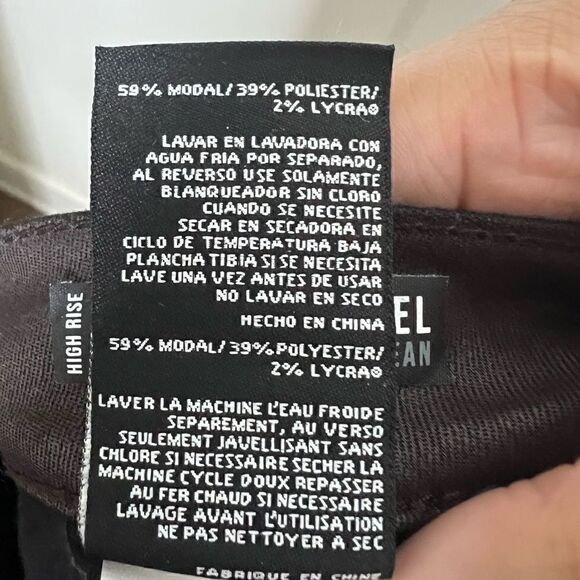 59% MODAL/39% POLIESTER/
2% LYCRA®
LAVAR EN LAVADORA CON
AGUA FRIA POR SEPARADO,
AL REVERSO USE SOLAMENTE
BLANQUEADOR SIN CLORO
CUANDO SE NECESITE
SECAR EN SECADORA EN
CICLO DE TEMPERATURA BAJA
PLANCHA TIBIA SI SE NECESITA
LAVE UNA VEZ ANTES DE USAR
NO LAVAR EN SECO
HECHO EN CHINA
59% MODAL/39%POLYESTER/
2% LYCRA®
LAVER LA MACHINE L'EAU FROIDE
SEPAREMENT, AU VERSO
SEULEMENT JAVELLISANT SANS
CHLORE SI NECESSAIRE SECHER LA
MACHINE CYCLE DOUX REPASSER
AU FER CHAUD SI NECESSAIRE
LAVAGE AVANT L'UTILISATION
NE PAS NETTOYER A SEC
FABRIQUE EN CHINE
HIGH RISE
EL
EAN